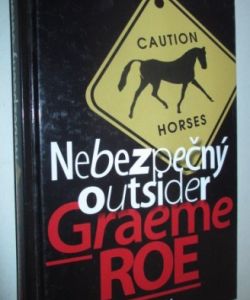 CAUTION
HORSES
Nebezpečný
outsider
Graeme
ROE